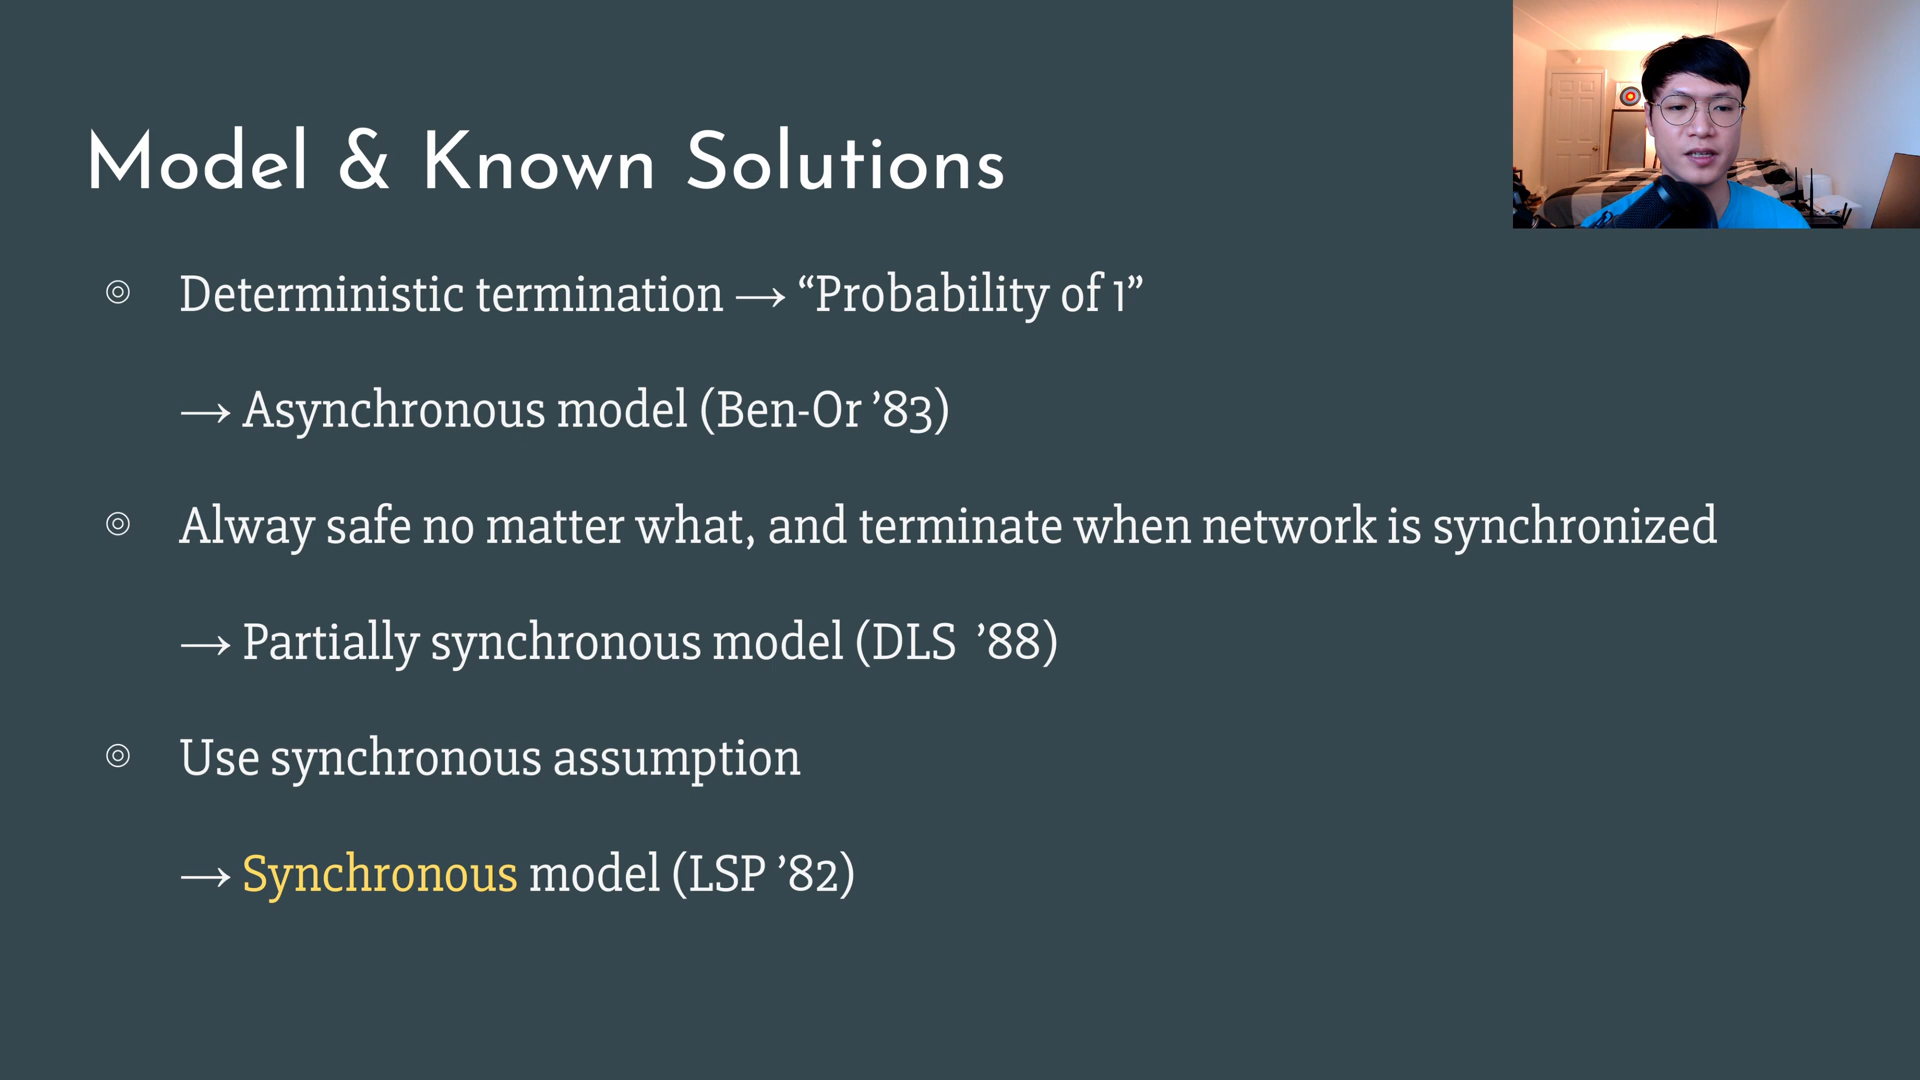 Model & Known Solutions
◎ Deterministic termination → “Probability of 1”
→ Asynchronous model (Ben-Or ’83)
◎ Alway safe no matter what, and terminate when network is synchronized
→ Partially synchronous model (DLS ’88)
◎ Use synchronous assumption
→ Synchronous model (LSP ’82)